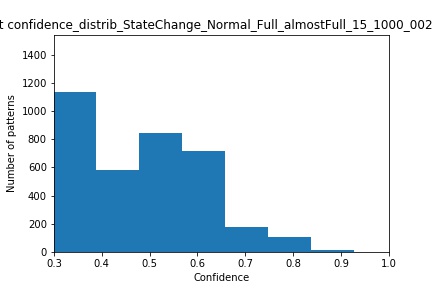 t confidence_distrib_StateChange_Normal_Full_almostFull_15_1000_002
1400
1200
1000
800
600
400
200
0
Number of patterns
0.3 0.4 0.5 0.6 0.7 0.8 0.9 1.0
Confidence